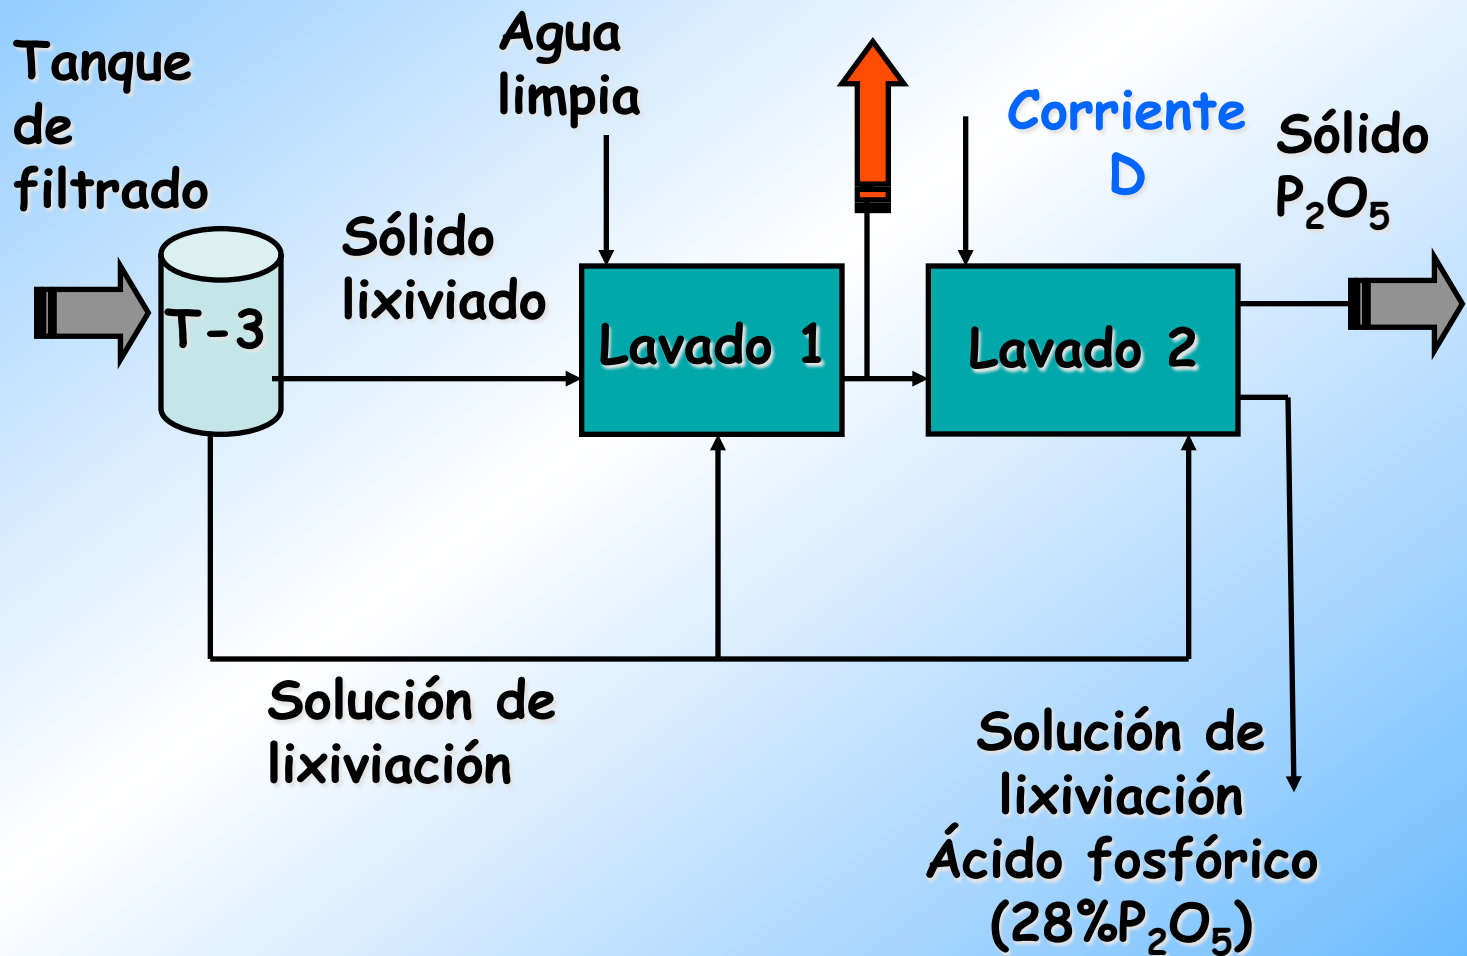 Tanque
de
filtrado
Agua
limpia
Corriente
D
Sólido
P₂O₅
Sólido
lixiviado
T-3
Lavado 1
Lavado 2
Solución de
lixiviación
Solución de
lixiviación
Ácido fosfórico
(28%P₂O₅)